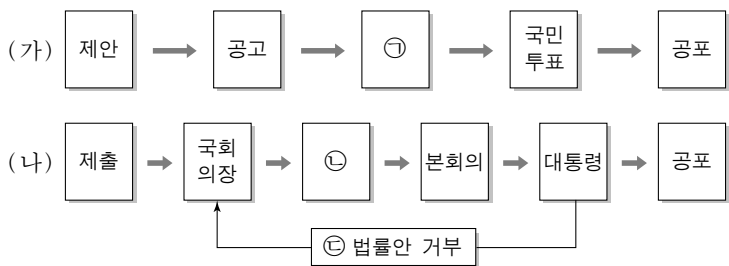 (가) 제안 공고 ㉠ 국민 투표 공포
(나) 제출 국회 의장 ㉡ 본회의 대통령 공포
㉢ 법률안 거부